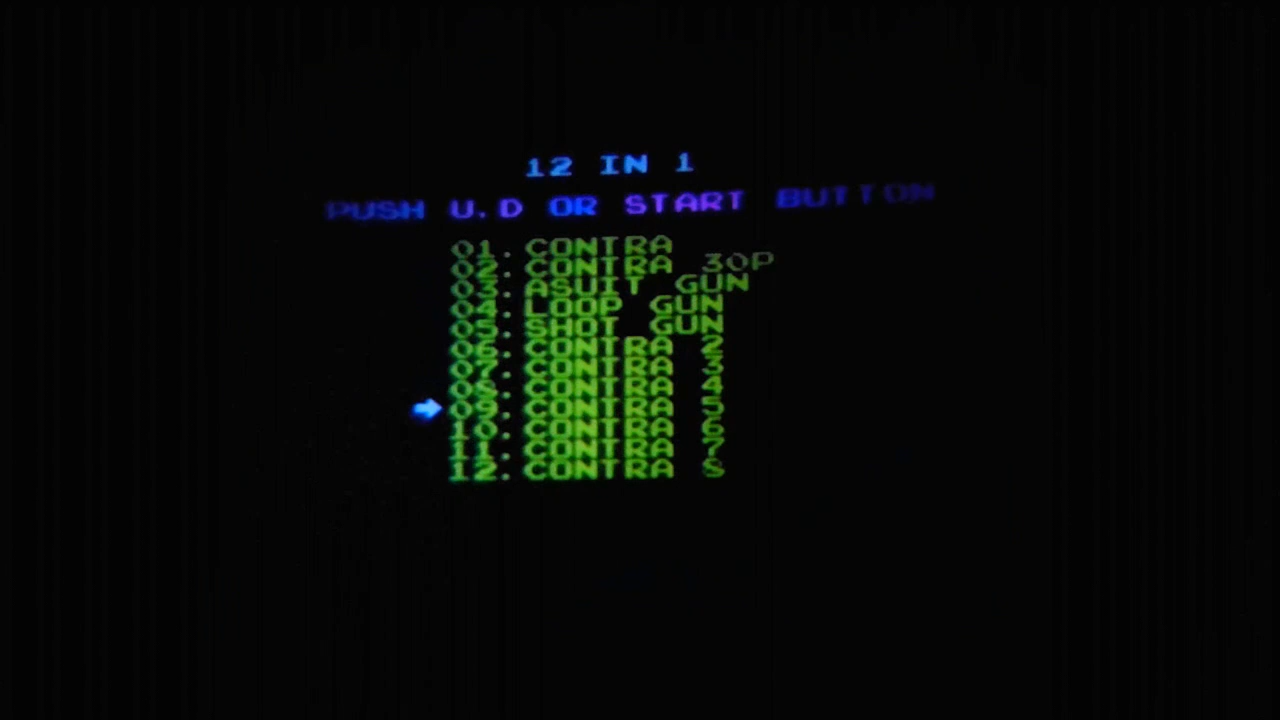 12 IN 1
PUSH U.D OR START BUTTON
01. CONTRA
02. CONTRA 30P
03. ASUIT GUN
04. LOOP GUN
05. SHOT GUN
06. CONTRA 2
07. CONTRA 3
08. CONTRA 4
09. CONTRA 5
10. CONTRA 6
11. CONTRA 7
12. CONTRA 8